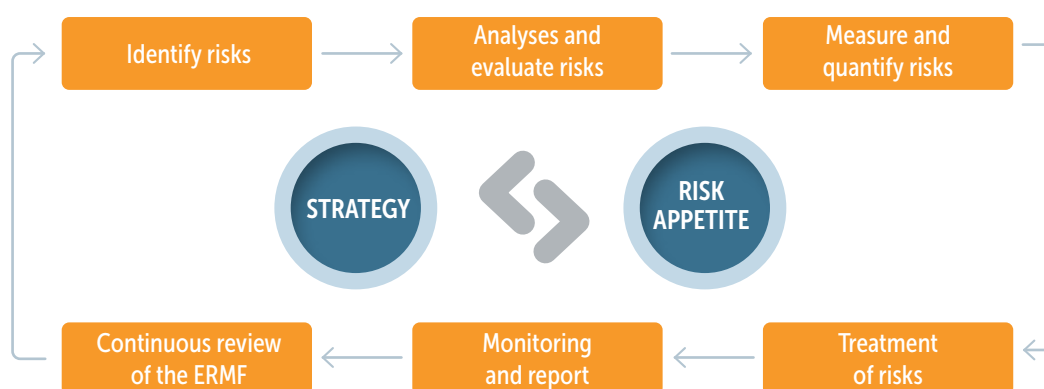 Identify risks
Analyses and
evaluate risks
Measure and
quantify risks
STRATEGY
RISK
APPETITE
Continuous review
of the ERMF
Monitoring
and report
Treatment
of risks